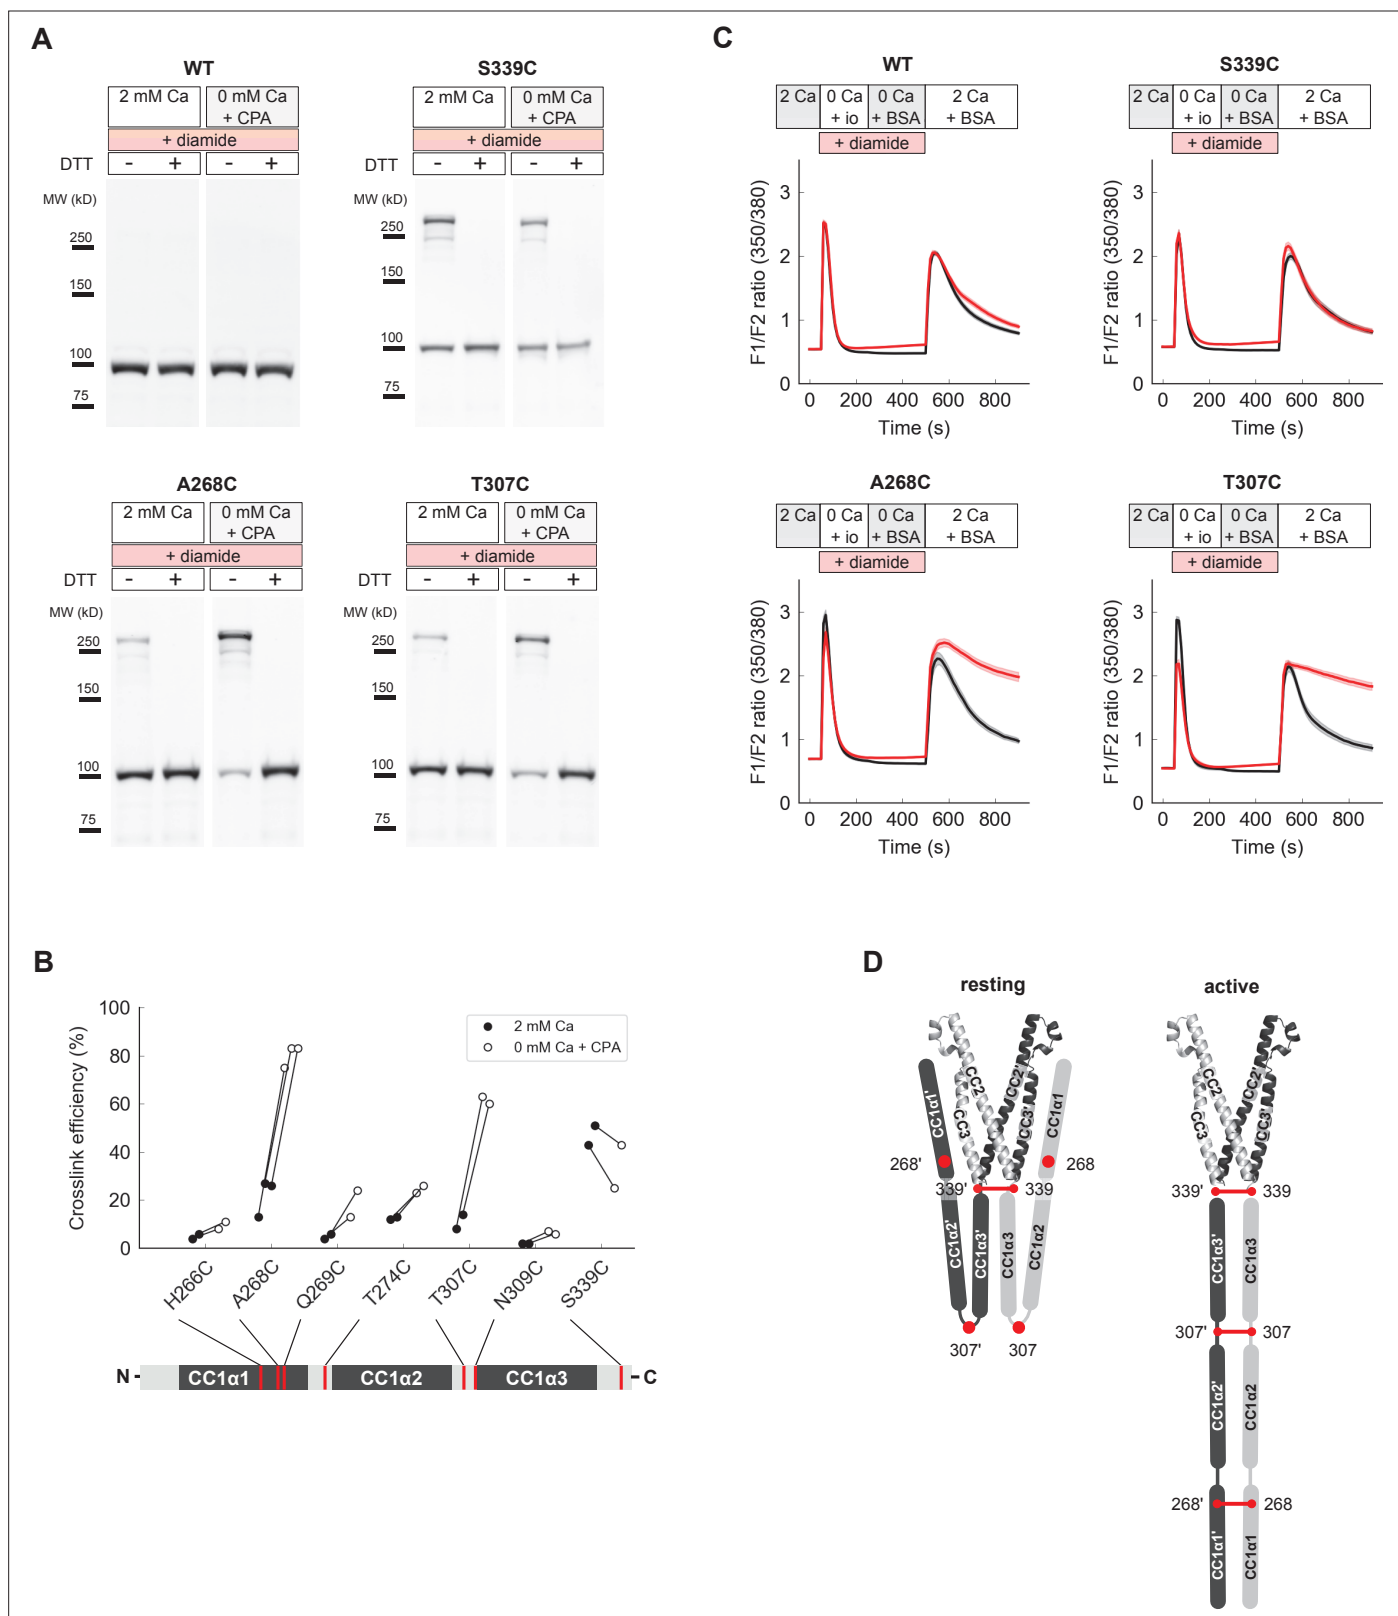 A
WT
2 mM Ca
0 mM Ca
+ CPA
+ diamide
DTT - + - +
MW (kD)
250
150
100
75
S339C
2 mM Ca
0 mM Ca
+ CPA
+ diamide
DTT - + - +
MW (kD)
250
150
100
75
A268C
2 mM Ca
0 mM Ca
+ CPA
+ diamide
DTT - + - +
MW (kD)
250
150
100
75
T307C
2 mM Ca
0 mM Ca
+ CPA
+ diamide
DTT - + - +
MW (kD)
250
150
100
75
B
Crosslink efficiency (%)
100
80
60
40
20
0
2 mM Ca
0 mM Ca + CPA
H266C
A268C
Q269C
T274C
T307C
N309C
S339C
N
CC1α1
CC1α2
CC1α3
C
C
WT
2 Ca
0 Ca
+ io
0 Ca
+ BSA
2 Ca
+ BSA
+ diamide
F1/F2 ratio (350/380)
3
2
1
0
0 200 400 600 800
Time (s)
S339C
2 Ca
0 Ca
+ io
0 Ca
+ BSA
2 Ca
+ BSA
+ diamide
F1/F2 ratio (350/380)
3
2
1
0
0 200 400 600 800
Time (s)
A268C
2 Ca
0 Ca
+ io
0 Ca
+ BSA
2 Ca
+ BSA
+ diamide
F1/F2 ratio (350/380)
3
2
1
0
0 200 400 600 800
Time (s)
T307C
2 Ca
0 Ca
+ io
0 Ca
+ BSA
2 Ca
+ BSA
+ diamide
F1/F2 ratio (350/380)
3
2
1
0
0 200 400 600 800
Time (s)
D
resting
CC1α1'
CC2
CC3
CC2'
CC3'
CC1α1
268'
268
339'
339
CC1α2'
CC1α3'
CC1α3
CC1α2
307'
307
active
CC2
CC3
CC2'
CC3'
339'
339
CC1α3'
CC1α3
307'
307
CC1α2'
CC1α2
268'
268
CC1α1'
CC1α1